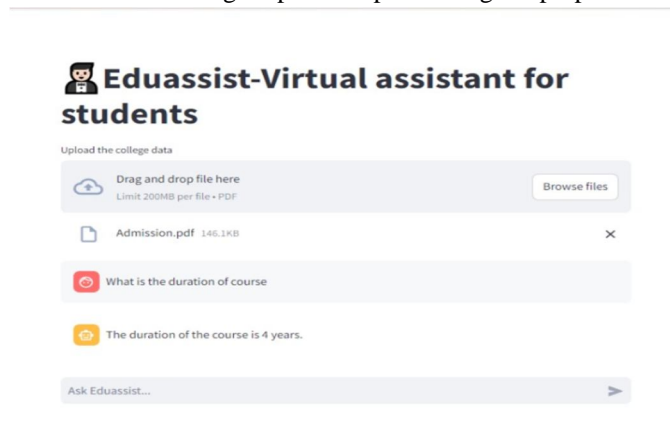 Eduassist-Virtual assistant for
students
Upload the college data
Drag and drop file here
Limit 200MB per file • PDF
Browse files
Admission.pdf 146.1KB
What is the duration of course
The duration of the course is 4 years.
Ask Eduassist...